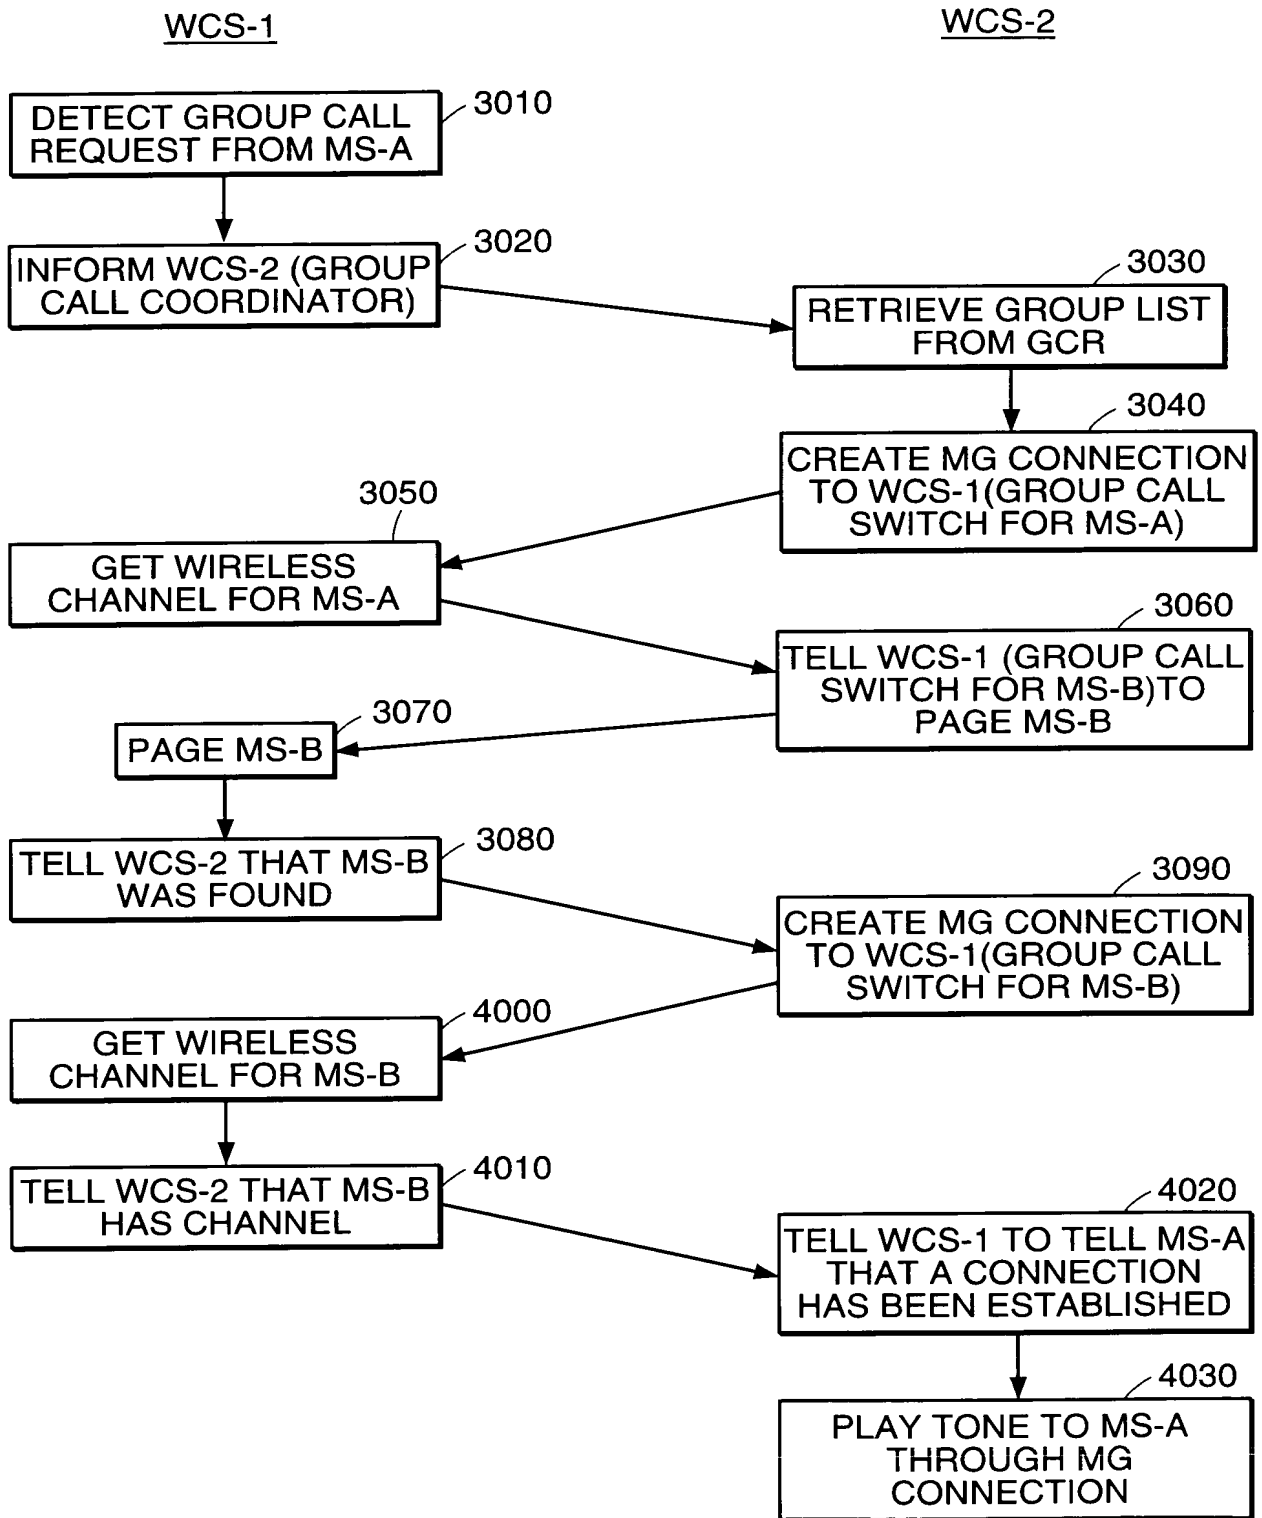 WCS-1
WCS-2
DETECT GROUP CALL
REQUEST FROM MS-A
3010
INFORM WCS-2 (GROUP
CALL COORDINATOR)
3020
3030
RETRIEVE GROUP LIST
FROM GCR
3040
CREATE MG CONNECTION
TO WCS-1(GROUP CALL
SWITCH FOR MS-A)
3050
GET WIRELESS
CHANNEL FOR MS-A
3060
TELL WCS-1 (GROUP CALL
SWITCH FOR MS-B)TO
PAGE MS-B
3070
PAGE MS-B
3080
TELL WCS-2 THAT MS-B
WAS FOUND
3090
CREATE MG CONNECTION
TO WCS-1(GROUP CALL
SWITCH FOR MS-B)
4000
GET WIRELESS
CHANNEL FOR MS-B
4010
TELL WCS-2 THAT MS-B
HAS CHANNEL
4020
TELL WCS-1 TO TELL MS-A
THAT A CONNECTION
HAS BEEN ESTABLISHED
4030
PLAY TONE TO MS-A
THROUGH MG
CONNECTION